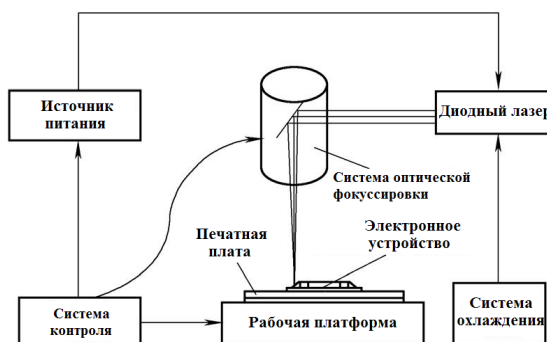 Источник
питания
Диодный лазер
Система оптической
фокуссировки
Печатная
плата
Электронное
устройство
Система
контроля
Рабочая платформа
Система
охлаждения